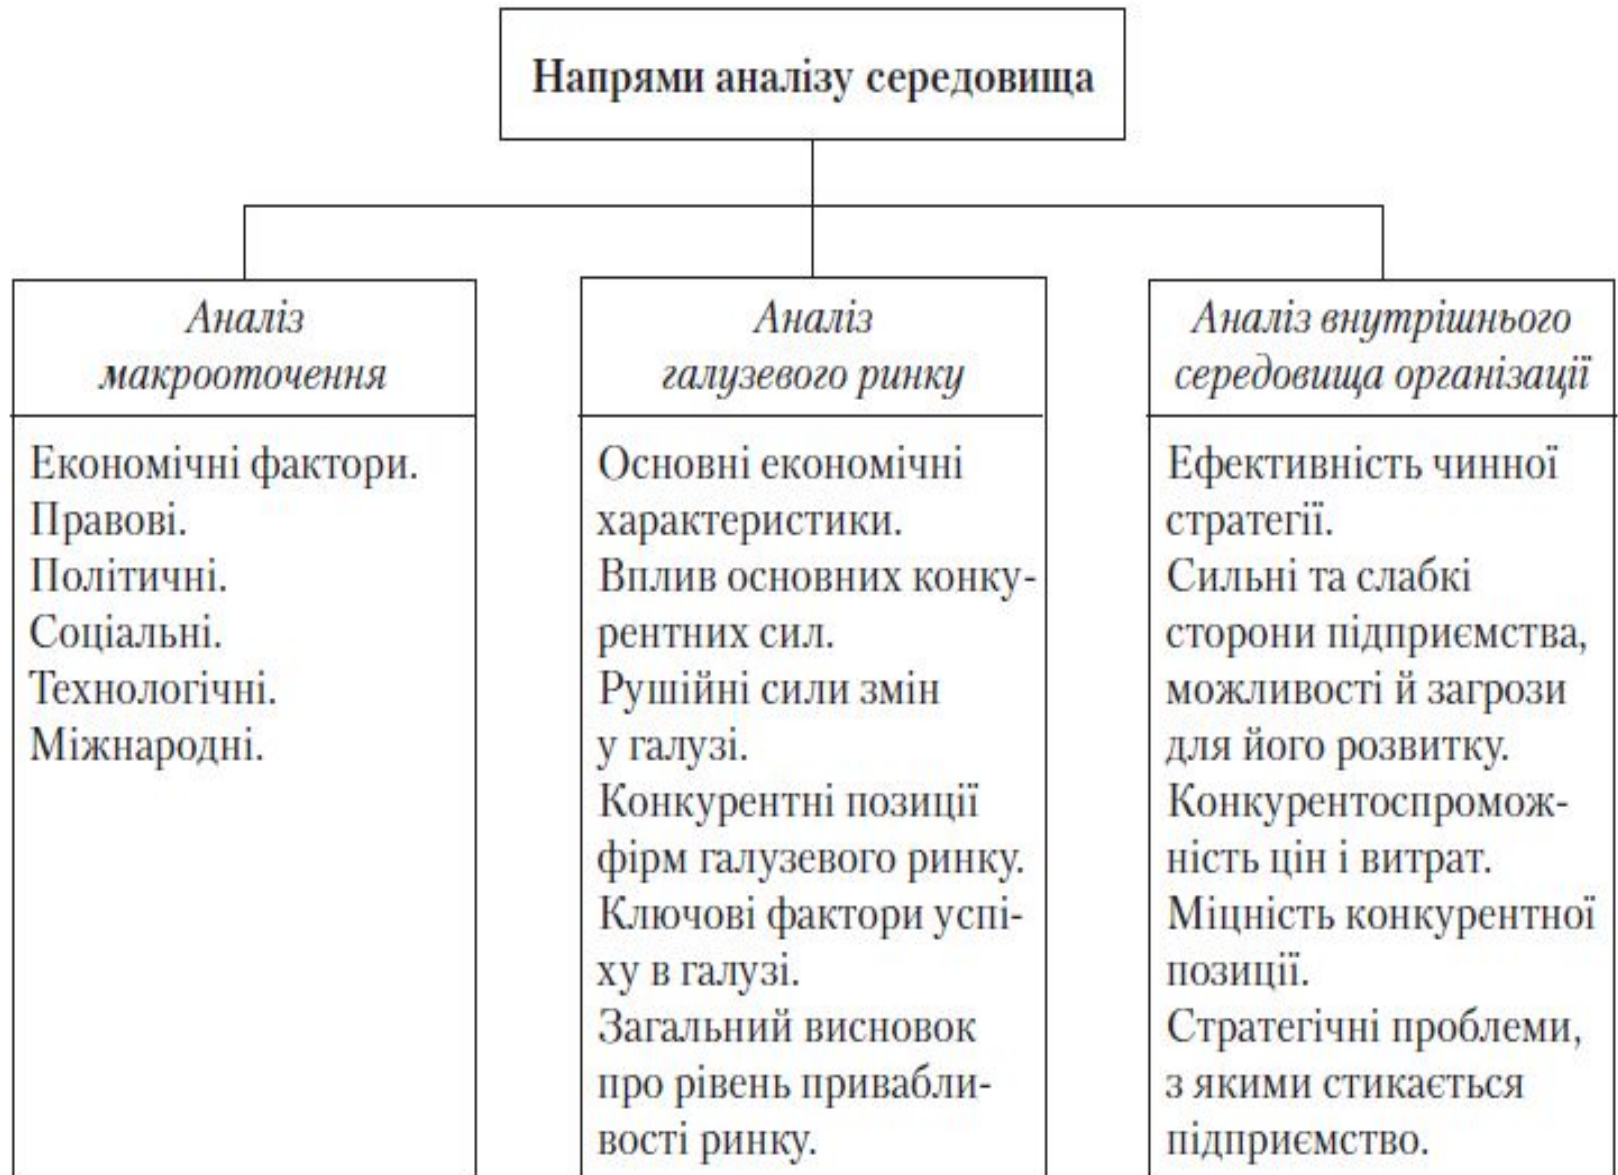 Напрями аналізу середовища
Аналіз
макрооточення
Економічні фактори.
Правові.
Політичні.
Соціальні.
Технологічні.
Міжнародні.
Аналіз
галузевого ринку
Основні економічні
характеристики.
Вплив основних конку-
рентних сил.
Рушійні сили змін
у галузі.
Конкурентні позиції
фірм галузевого ринку.
Ключові фактори успі-
ху в галузі.
Загальний висновок
про рівень привабли-
вості ринку.
Аналіз внутрішнього
середовища організації
Ефективність чинної
стратегії.
Сильні та слабкі
сторони підприємства,
можливості й загрози
для його розвитку.
Конкурентоспромож-
ність цін і витрат.
Міцність конкурентної
позиції.
Стратегічні проблеми,
з якими стикається
підприємство.